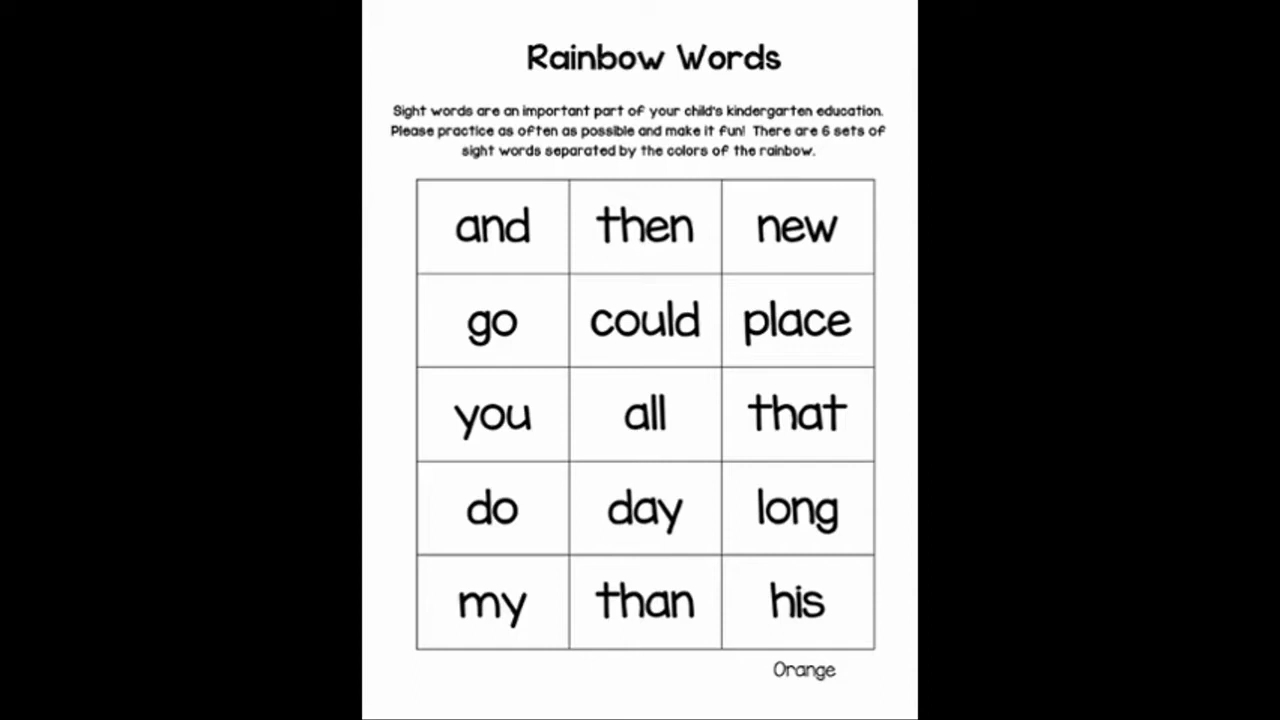 Rainbow Words
Sight words are an important part of your child's kindergarten education.
Please practice as often as possible and make it fun! There are 6 sets of
sight words separated by the colors of the rainbow.
and then new
go could place
you all that
do day long
my than his
Orange